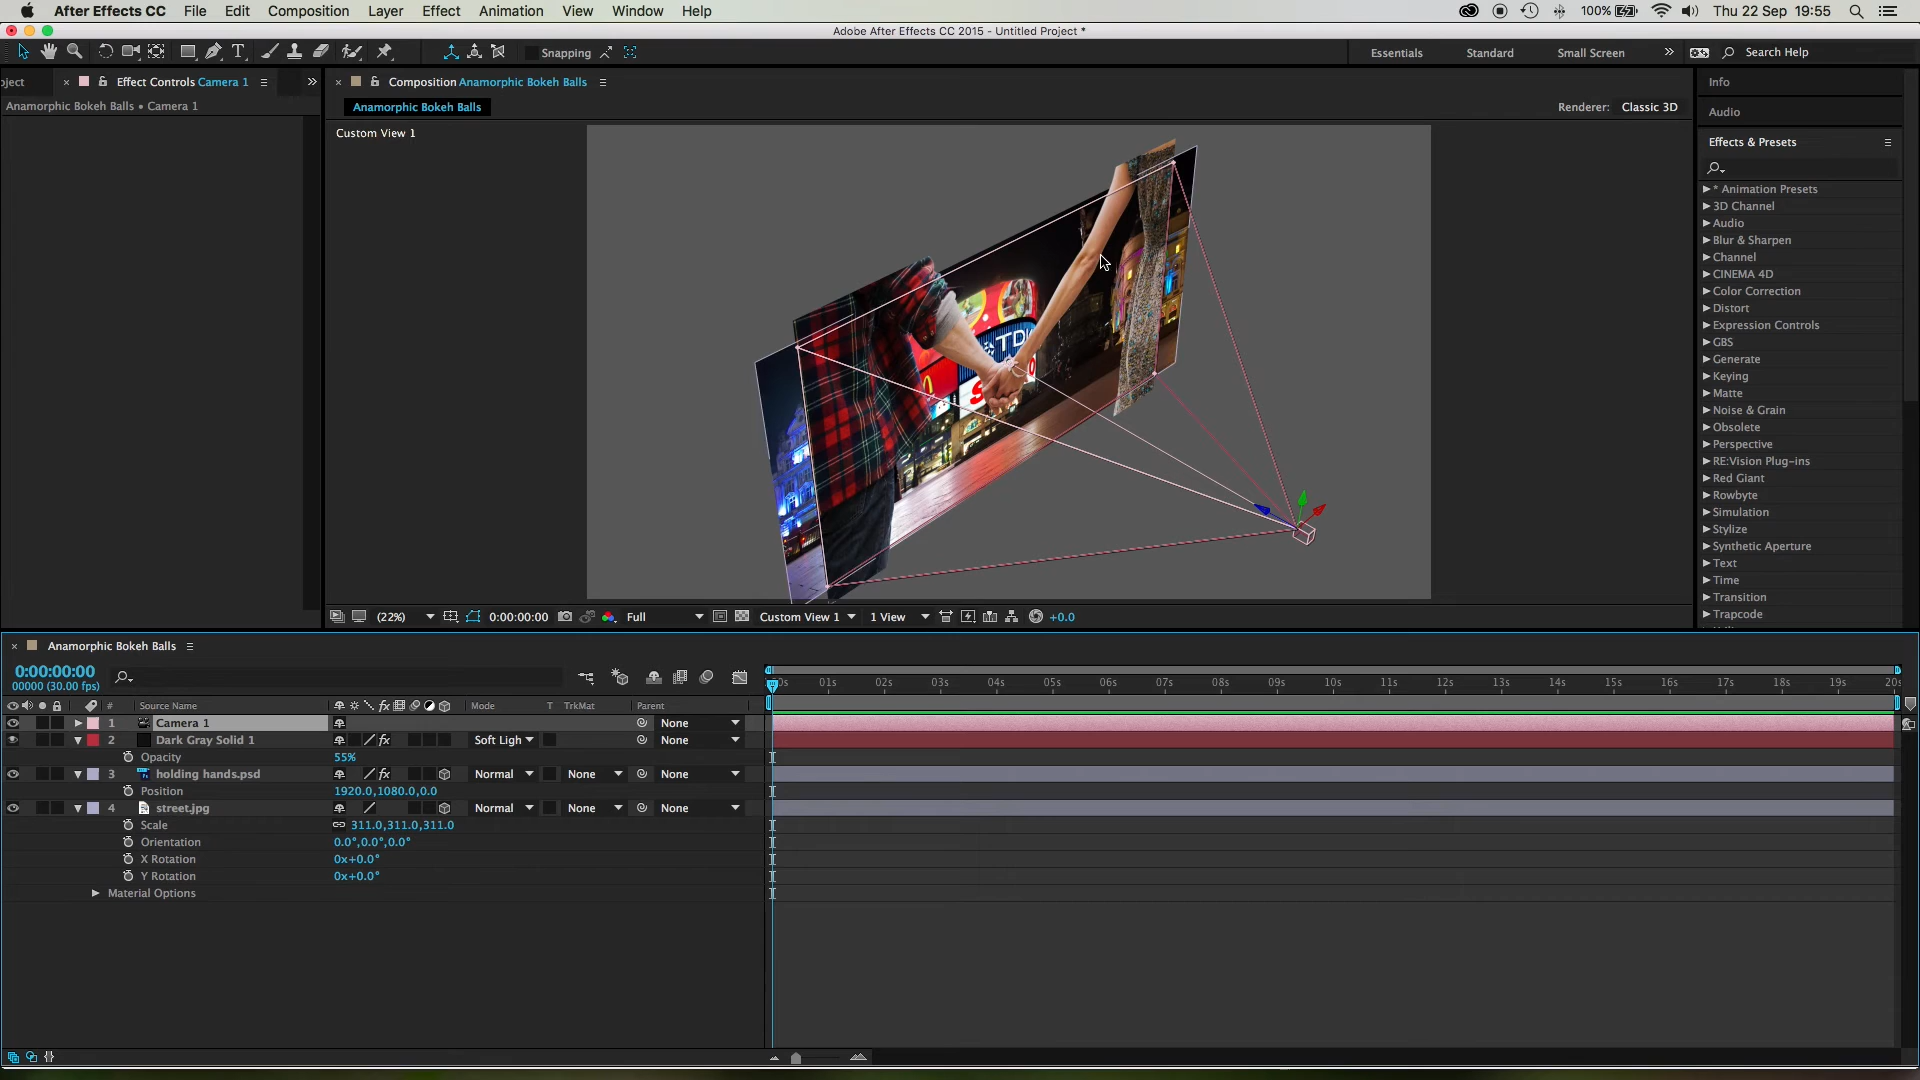 After Effects CC File Edit Composition Layer Effect Animation View Window Help 100% Thu 22 Sep 19:55
Adobe After Effects CC 2015 - Untitled Project *
Snapping Essentials Standard Small Screen Search Help
oject Effect Controls Camera 1 Composition Anamorphic Bokeh Balls Info
Anamorphic Bokeh Balls • Camera 1
Anamorphic Bokeh Balls Renderer: Classic 3D
Custom View 1
Audio
Effects & Presets
* Animation Presets
3D Channel
Audio
Blur & Sharpen
Channel
CINEMA 4D
Color Correction
Distort
Expression Controls
GBS
Generate
Keying
Matte
Noise & Grain
Obsolete
Perspective
RE:Vision Plug-ins
Red Giant
Rowbyte
Simulation
Stylize
Synthetic Aperture
Text
Time
Transition
Trapcode
(22%) 0:00:00:00 Full Custom View 1 1 View +0.0
Anamorphic Bokeh Balls
0:00:00:00
00000 (30.00 fps)
0s 01s 02s 03s 04s 05s 06s 07s 08s 09s 10s 11s 12s 13s 14s 15s 16s 17s 18s 19s 20s
# Source Name fx Mode T TrkMat Parent
1 Camera 1 None
2 Dark Gray Solid 1 fx Soft Ligh None
Opacity 55%
3 holding hands.psd fx Normal None None
Position 1920.0,1080.0,0.0
4 street.jpg Normal None None
Scale 311.0,311.0,311.0
Orientation 0.0°,0.0°,0.0°
X Rotation 0x+0.0°
Y Rotation 0x+0.0°
Material Options